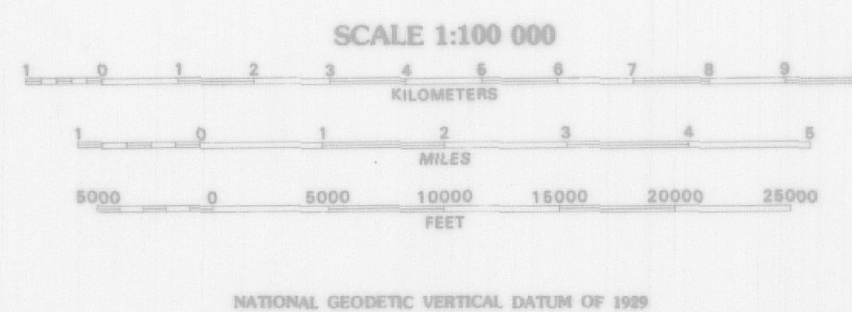 SCALE 1:100 000
1 0 1 2 3 4 5 6 7 8 9
KILOMETERS
1 0 1 2 3 4 5
MILES
5000 0 5000 10000 15000 20000 25000
FEET
NATIONAL GEODETIC VERTICAL DATUM OF 1929